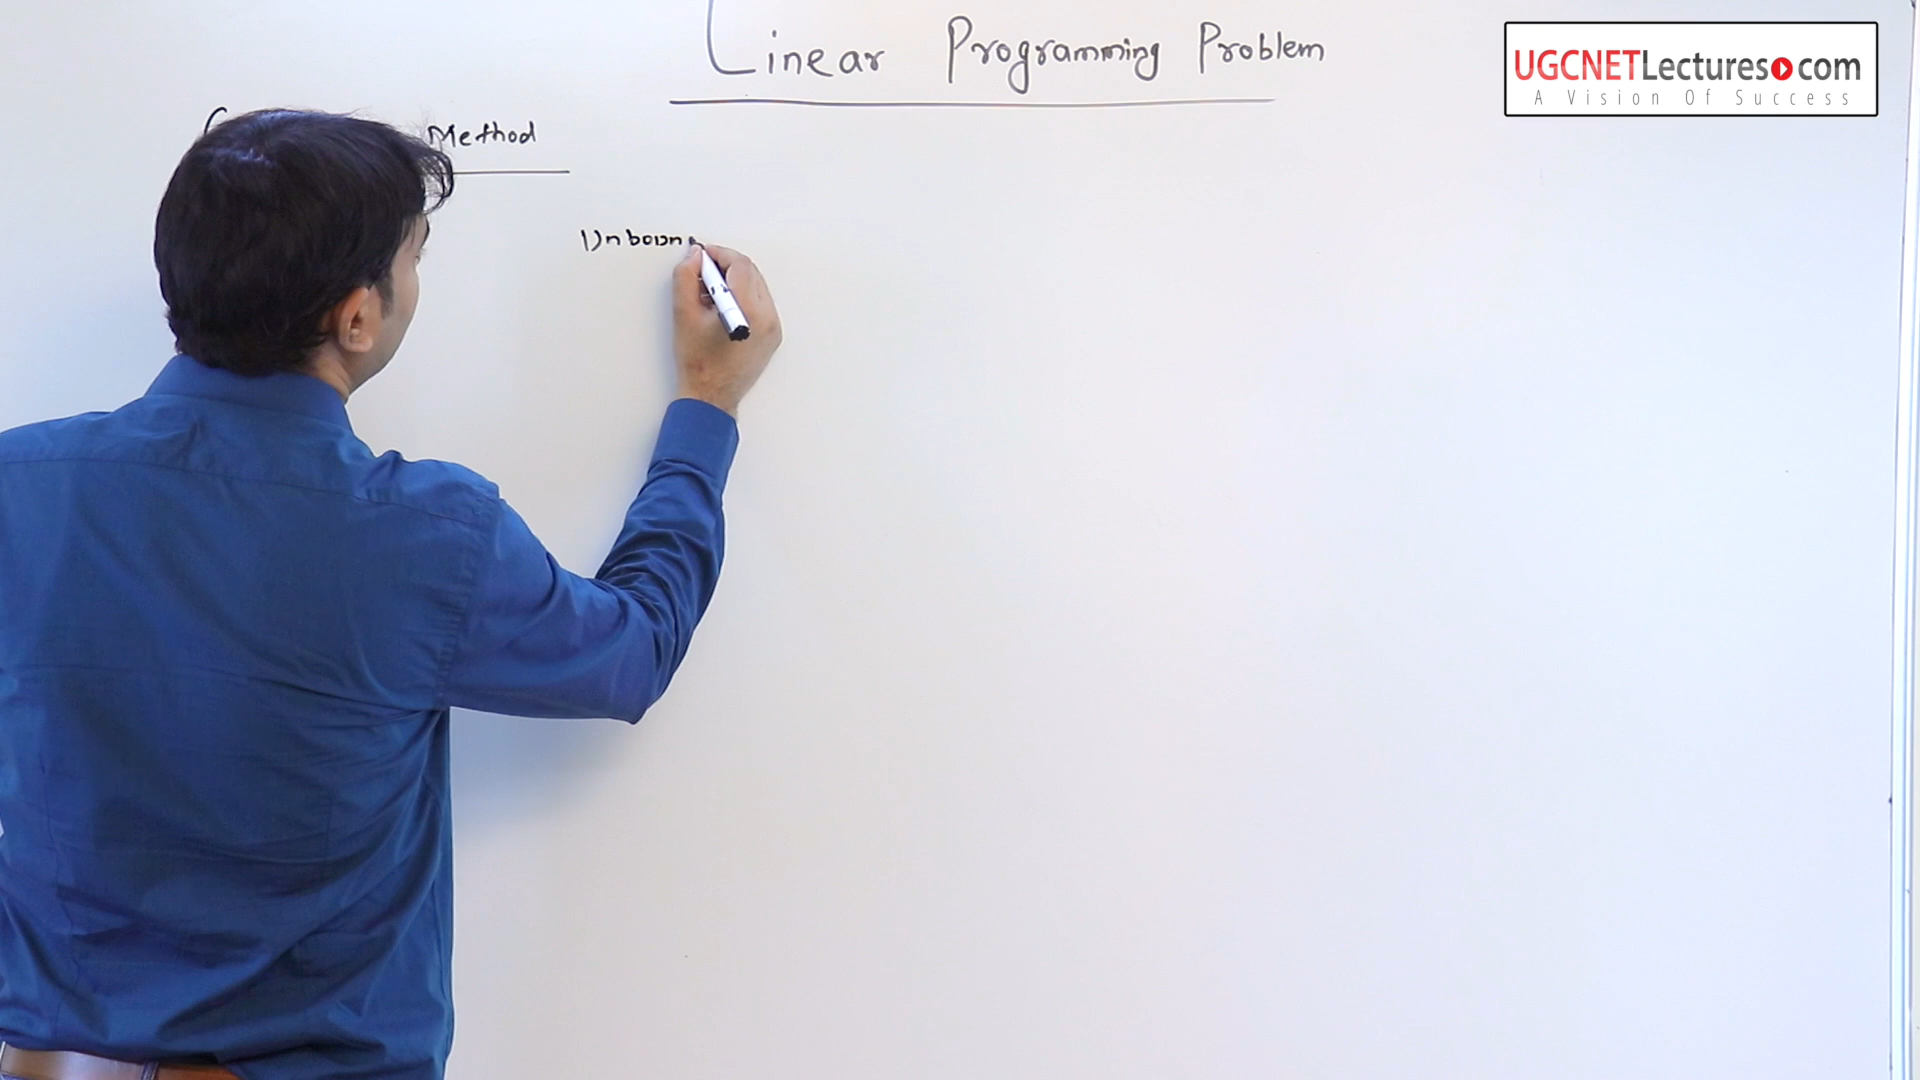 Linear Programming Problem
UGCNETLectures.com
A Vision Of Success
Method
Unboun